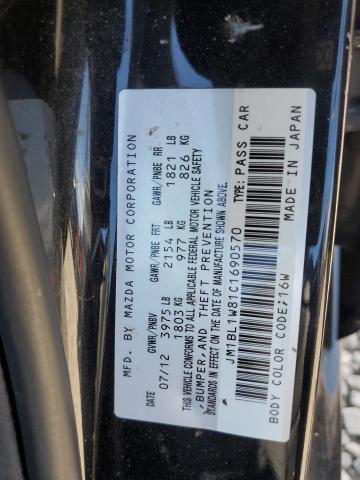 MFD. BY MAZDA MOTOR CORPORATION
DATE GVWR/PNBV GAWR/PNBE FRT GAWR/PNBE RR
07/12 3975 LB 2154 LB 1821 LB
1803 KG 977 KG 826 KG
THIS VEHICLE CONFORMS TO ALL APPLICABLE FEDERAL MOTOR VEHICLE SAFETY
,BUMPER, AND THEFT PREVENTION
STANDARDS IN EFFECT ON THE DATE OF MANUFACTURE SHOWN ABOVE.
JM1BL1W81C1690570 TYPE: PASS CAR
BODY COLOR CODE:16W MADE IN JAPAN